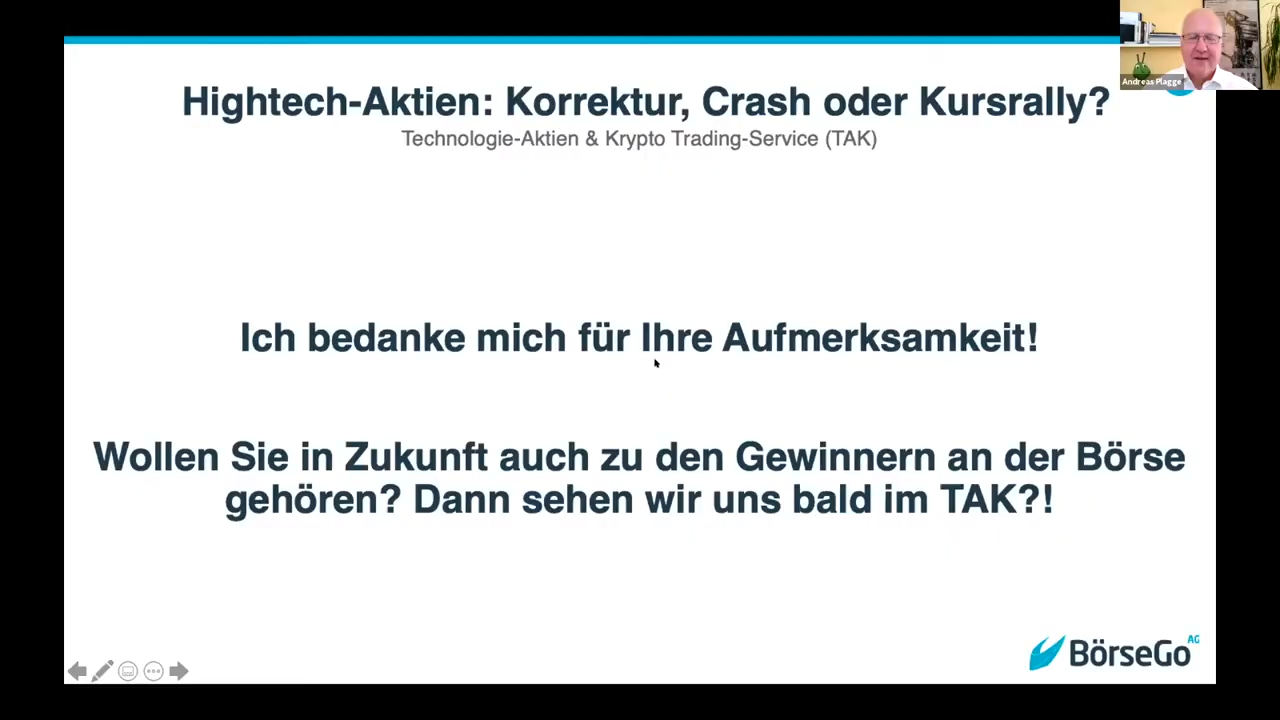 Andreas Plagge
Hightech-Aktien: Korrektur, Crash oder Kursrally?
Technologie-Aktien & Krypto Trading-Service (TAK)
Ich bedanke mich für Ihre Aufmerksamkeit!
Wollen Sie in Zukunft auch zu den Gewinnern an der Börse
gehören? Dann sehen wir uns bald im TAK?!
BörseGo AG